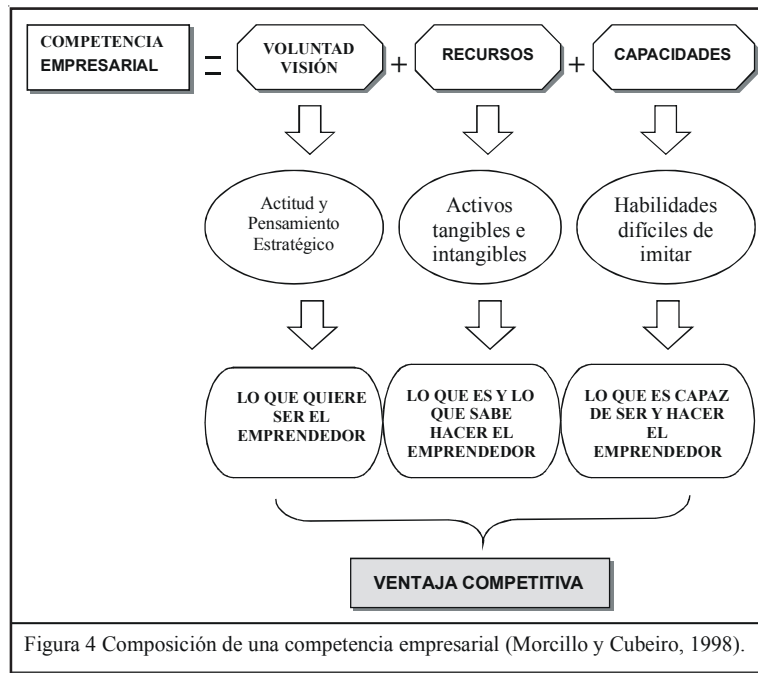 COMPETENCIA
EMPRESARIAL
=
VOLUNTAD
VISIÓN
+
RECURSOS
+
CAPACIDADES
Actitud y
Pensamiento
Estratégico
Activos
tangibles e
intangibles
Habilidades
difíciles de
imitar
LO QUE QUIERE
SER EL
EMPRENDEDOR
LO QUE ES Y LO
QUE SABE
HACER EL
EMPRENDEDOR
LO QUE ES CAPAZ
DE SER Y HACER
EL
EMPRENDEDOR
VENTAJA COMPETITIVA
Figura 4 Composición de una competencia empresarial (Morcillo y Cubeiro, 1998).